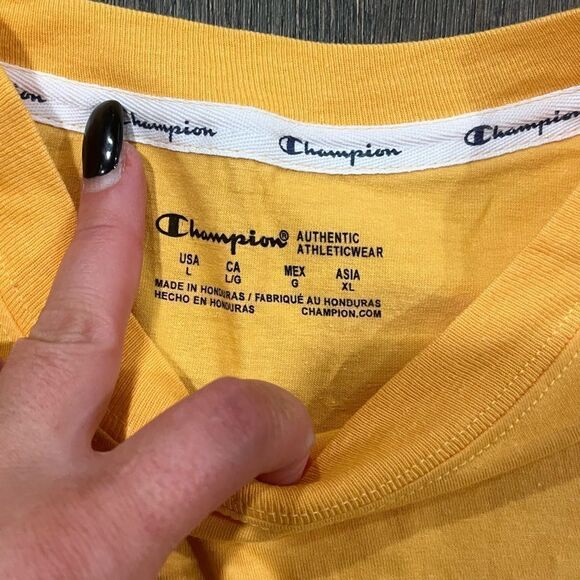 Champion Champion Champion
Champion® AUTHENTIC
ATHLETICWEAR
USA CA MEX ASIA
L L/G G XL
MADE IN HONDURAS / FABRIQUÉ AU HONDURAS
HECHO EN HONDURAS CHAMPION.COM